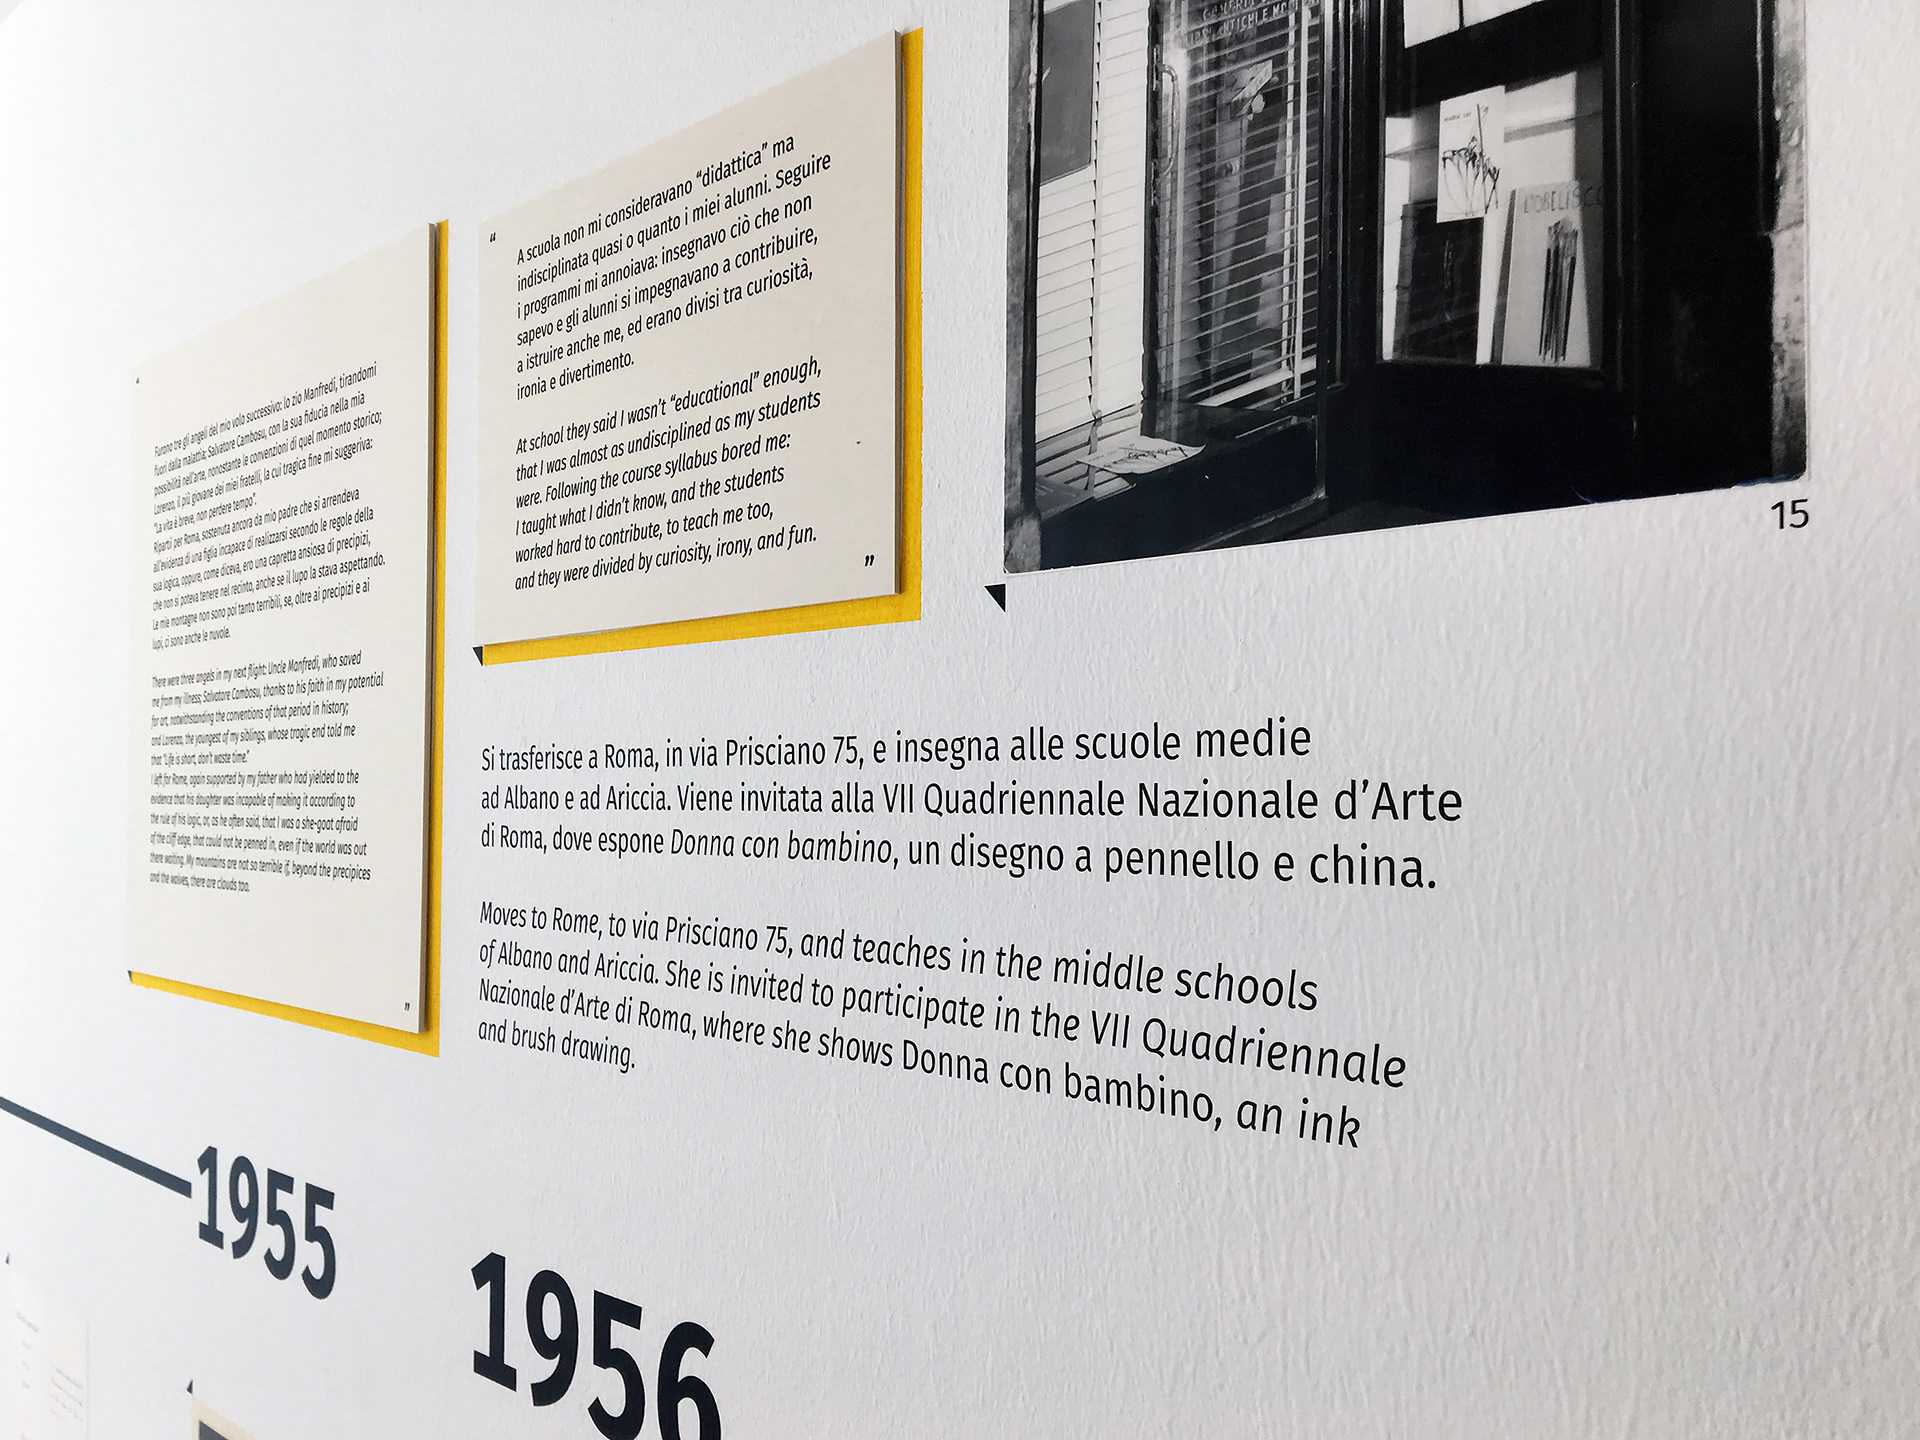 “
Furono tre gli angeli del mio volo successivo: lo zio Manfredi, tirandomi
fuori dalla malattia; Salvatore Cambosu, con la sua fiducia nella mia
possibilità nell’arte, nonostante le convenzioni di quel momento storico;
Lorenzo, il più giovane dei miei fratelli, la cui tragica fine mi suggeriva:
“La vita è breve, non perdere tempo”.
Ripartii per Roma, sostenuta ancora da mio padre che si arrendeva
all’evidenza di una figlia incapace di realizzarsi secondo le regole della
sua logica, oppure, come diceva, ero una capretta ansiosa di precipizi,
che non si poteva tenere nel recinto, anche se il lupo la stava aspettando.
Le mie montagne non sono poi tanto terribili, se, oltre ai precipizi e ai
lupi, ci sono anche le nuvole.
There were three angels in my next flight: Uncle Manfredi, who saved
me from my illness; Salvatore Cambosu, thanks to his faith in my potential
for art, notwithstanding the conventions of that period in history;
and Lorenzo, the youngest of my siblings, whose tragic end told me
that “Life is short, don’t waste time.”
I left for Rome, again supported by my father who had yielded to the
evidence that his daughter was incapable of making it according to
the rule of his logic, or, as he often said, that I was a she-goat afraid
of the cliff edge, that could not be penned in, even if the world was out
there waiting. My mountains are not so terrible if, beyond the precipices
and the wolves, there are clouds too.
”
“
A scuola non mi consideravano “didattica” ma
indisciplinata quasi o quanto i miei alunni. Seguire
i programmi mi annoiava: insegnavo ciò che non
sapevo e gli alunni si impegnavano a contribuire,
a istruire anche me, ed erano divisi tra curiosità,
ironia e divertimento.
At school they said I wasn’t “educational” enough,
that I was almost as undisciplined as my students
were. Following the course syllabus bored me:
I taught what I didn’t know, and the students
worked hard to contribute, to teach me too,
and they were divided by curiosity, irony, and fun.
”
L'OBELISCO
15
Si trasferisce a Roma, in via Prisciano 75, e insegna alle scuole medie
ad Albano e ad Ariccia. Viene invitata alla VII Quadriennale Nazionale d’Arte
di Roma, dove espone Donna con bambino, un disegno a pennello e china.
Moves to Rome, to via Prisciano 75, and teaches in the middle schools
of Albano and Ariccia. She is invited to participate in the VII Quadriennale
Nazionale d’Arte di Roma, where she shows Donna con bambino, an ink
and brush drawing.
1955
1956